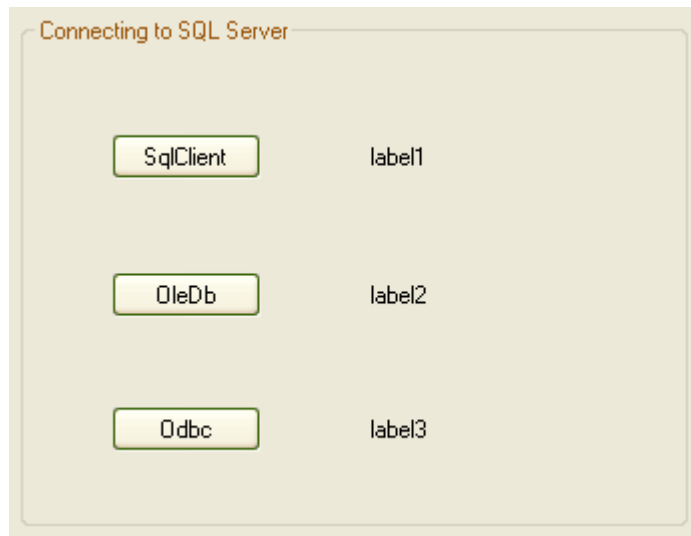 Connecting to SQL Server
SqlClient label1
OleDb label2
Odbc label3